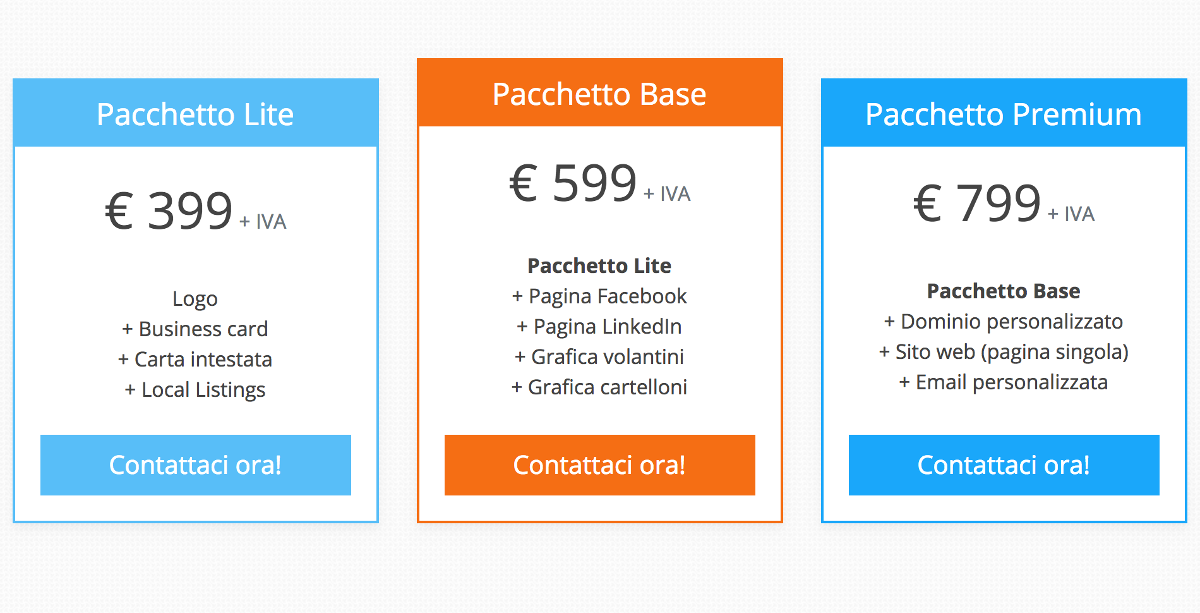 Pacchetto Lite
€ 399 + IVA
Logo
+ Business card
+ Carta intestata
+ Local Listings
Contattaci ora!
Pacchetto Base
€ 599 + IVA
Pacchetto Lite
+ Pagina Facebook
+ Pagina LinkedIn
+ Grafica volantini
+ Grafica cartelloni
Contattaci ora!
Pacchetto Premium
€ 799 + IVA
Pacchetto Base
+ Dominio personalizzato
+ Sito web (pagina singola)
+ Email personalizzata
Contattaci ora!